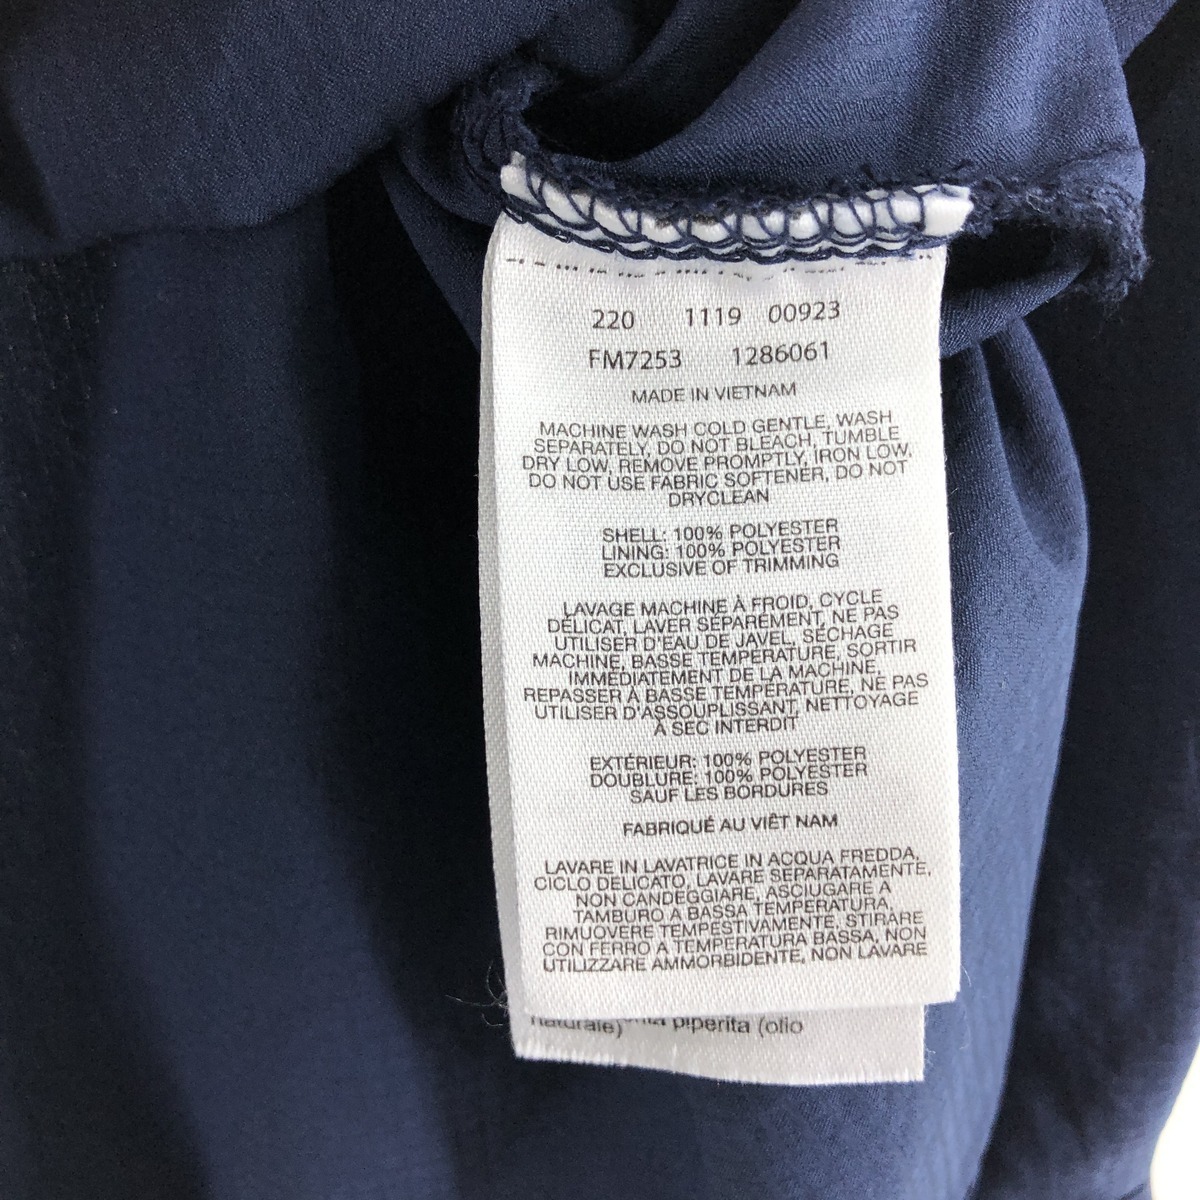 220 1119 00923
FM7253 1286061
MADE IN VIETNAM
MACHINE WASH COLD GENTLE, WASH
SEPARATELY, DO NOT BLEACH, TUMBLE
DRY LOW, REMOVE PROMPTLY, IRON LOW,
DO NOT USE FABRIC SOFTENER, DO NOT
DRYCLEAN
SHELL: 100% POLYESTER
LINING: 100% POLYESTER
EXCLUSIVE OF TRIMMING
LAVAGE MACHINE À FROID, CYCLE
DÉLICAT, LAVER SÉPARÉMENT, NE PAS
UTILISER D'EAU DE JAVEL, SÉCHAGE
MACHINE, BASSE TEMPÉRATURE, SORTIR
IMMÉDIATEMENT DE LA MACHINE,
REPASSER À BASSE TEMPÉRATURE, NE PAS
UTILISER D'ASSOUPLISSANT, NETTOYAGE
À SEC INTERDIT
EXTÉRIEUR: 100% POLYESTER
DOUBLURE: 100% POLYESTER
SAUF LES BORDURES
FABRIQUÉ AU VIÊT NAM
LAVARE IN LAVATRICE IN ACQUA FREDDA,
CICLO DELICATO, LAVARE SEPARATAMENTE,
NON CANDEGGIARE, ASCIUGARE A
TAMBURO A BASSA TEMPERATURA,
RIMUOVERE TEMPESTIVAMENTE, STIRARE
CON FERRO A TEMPERATURA BASSA, NON
UTILIZZARE AMMORBIDENTE, NON LAVARE
naturale) piperita (olio